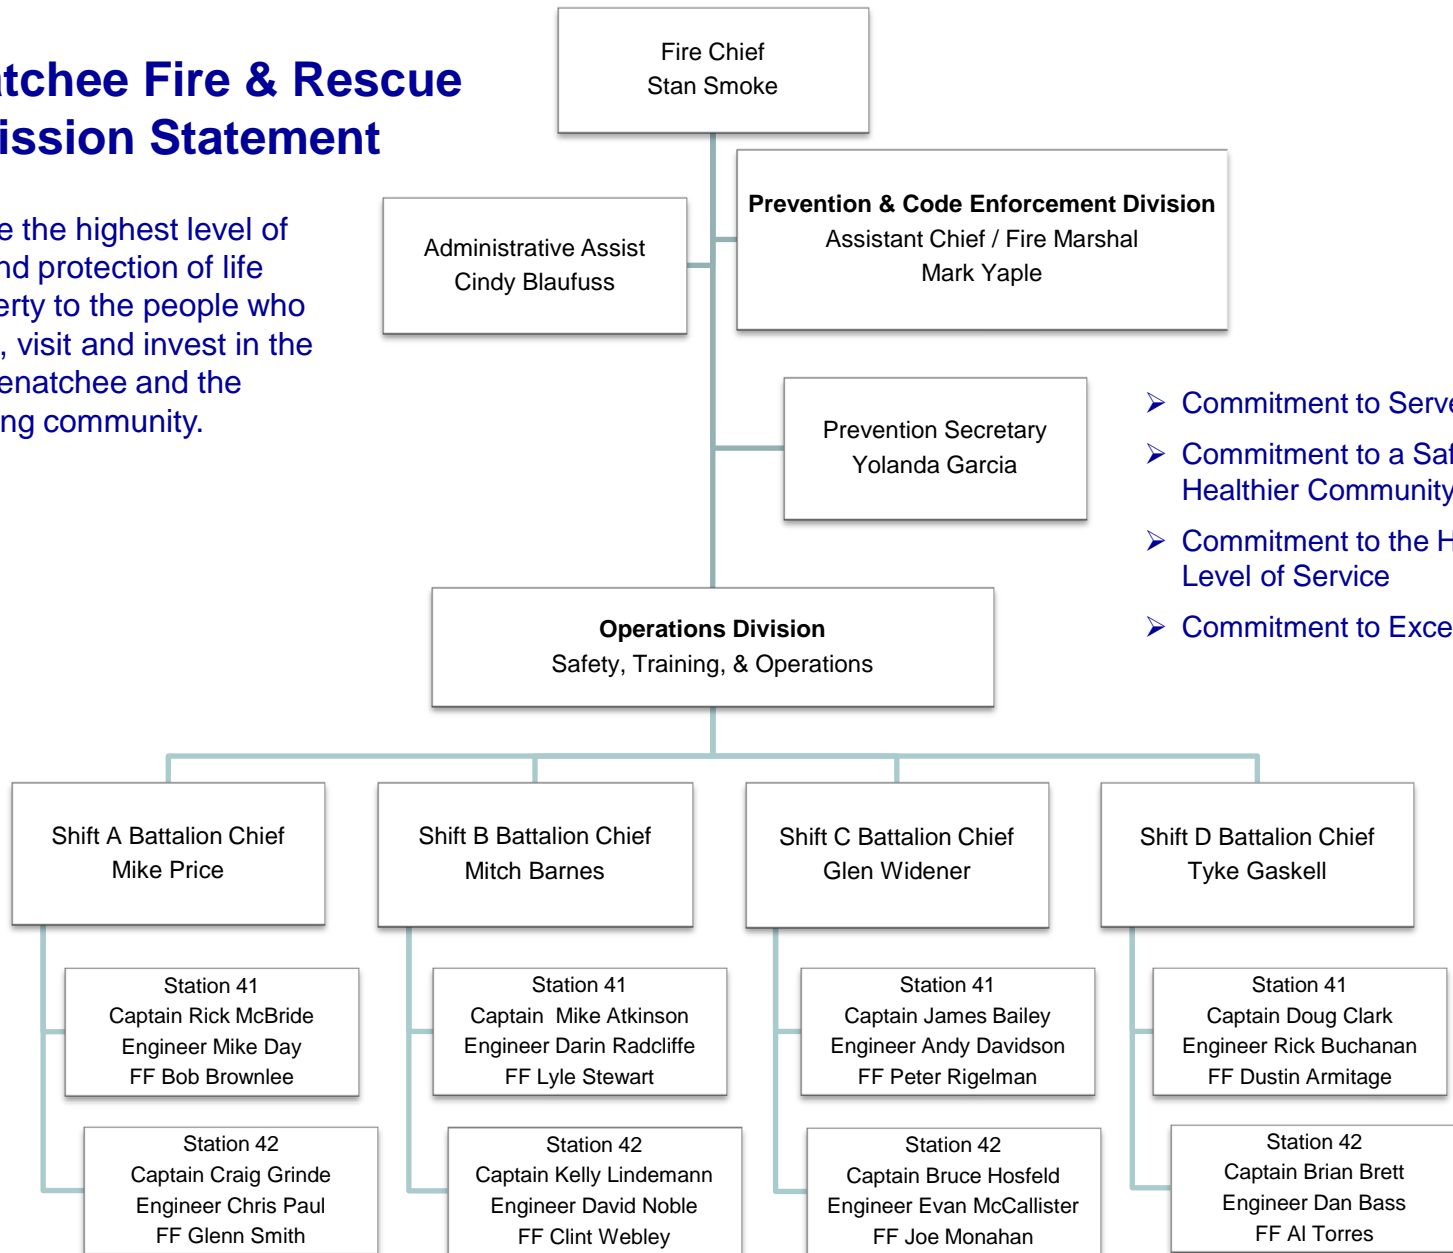 Fire Chief
Stan Smoke
atchee Fire & Rescue
ission Statement
e the highest level of
nd protection of life
erty to the people who
, visit and invest in the
enatchee and the
ng community.
Administrative Assist
Cindy Blaufuss
Prevention & Code Enforcement Division
Assistant Chief / Fire Marshal
Mark Yaple
Prevention Secretary
Yolanda Garcia
➢ Commitment to Serve
➢ Commitment to a Saf
Healthier Community
➢ Commitment to the H
Level of Service
➢ Commitment to Exce
Operations Division
Safety, Training, & Operations
Shift A Battalion Chief
Mike Price
Shift B Battalion Chief
Mitch Barnes
Shift C Battalion Chief
Glen Widener
Shift D Battalion Chief
Tyke Gaskell
Station 41
Captain Rick McBride
Engineer Mike Day
FF Bob Brownlee
Station 41
Captain  Mike Atkinson
Engineer Darin Radcliffe
FF Lyle Stewart
Station 41
Captain James Bailey
Engineer Andy Davidson
FF Peter Rigelman
Station 41
Captain Doug Clark
Engineer Rick Buchanan
FF Dustin Armitage
Station 42
Captain Craig Grinde
Engineer Chris Paul
FF Glenn Smith
Station 42
Captain Kelly Lindemann
Engineer David Noble
FF Clint Webley
Station 42
Captain Bruce Hosfeld
Engineer Evan McCallister
FF Joe Monahan
Station 42
Captain Brian Brett
Engineer Dan Bass
FF Al Torres